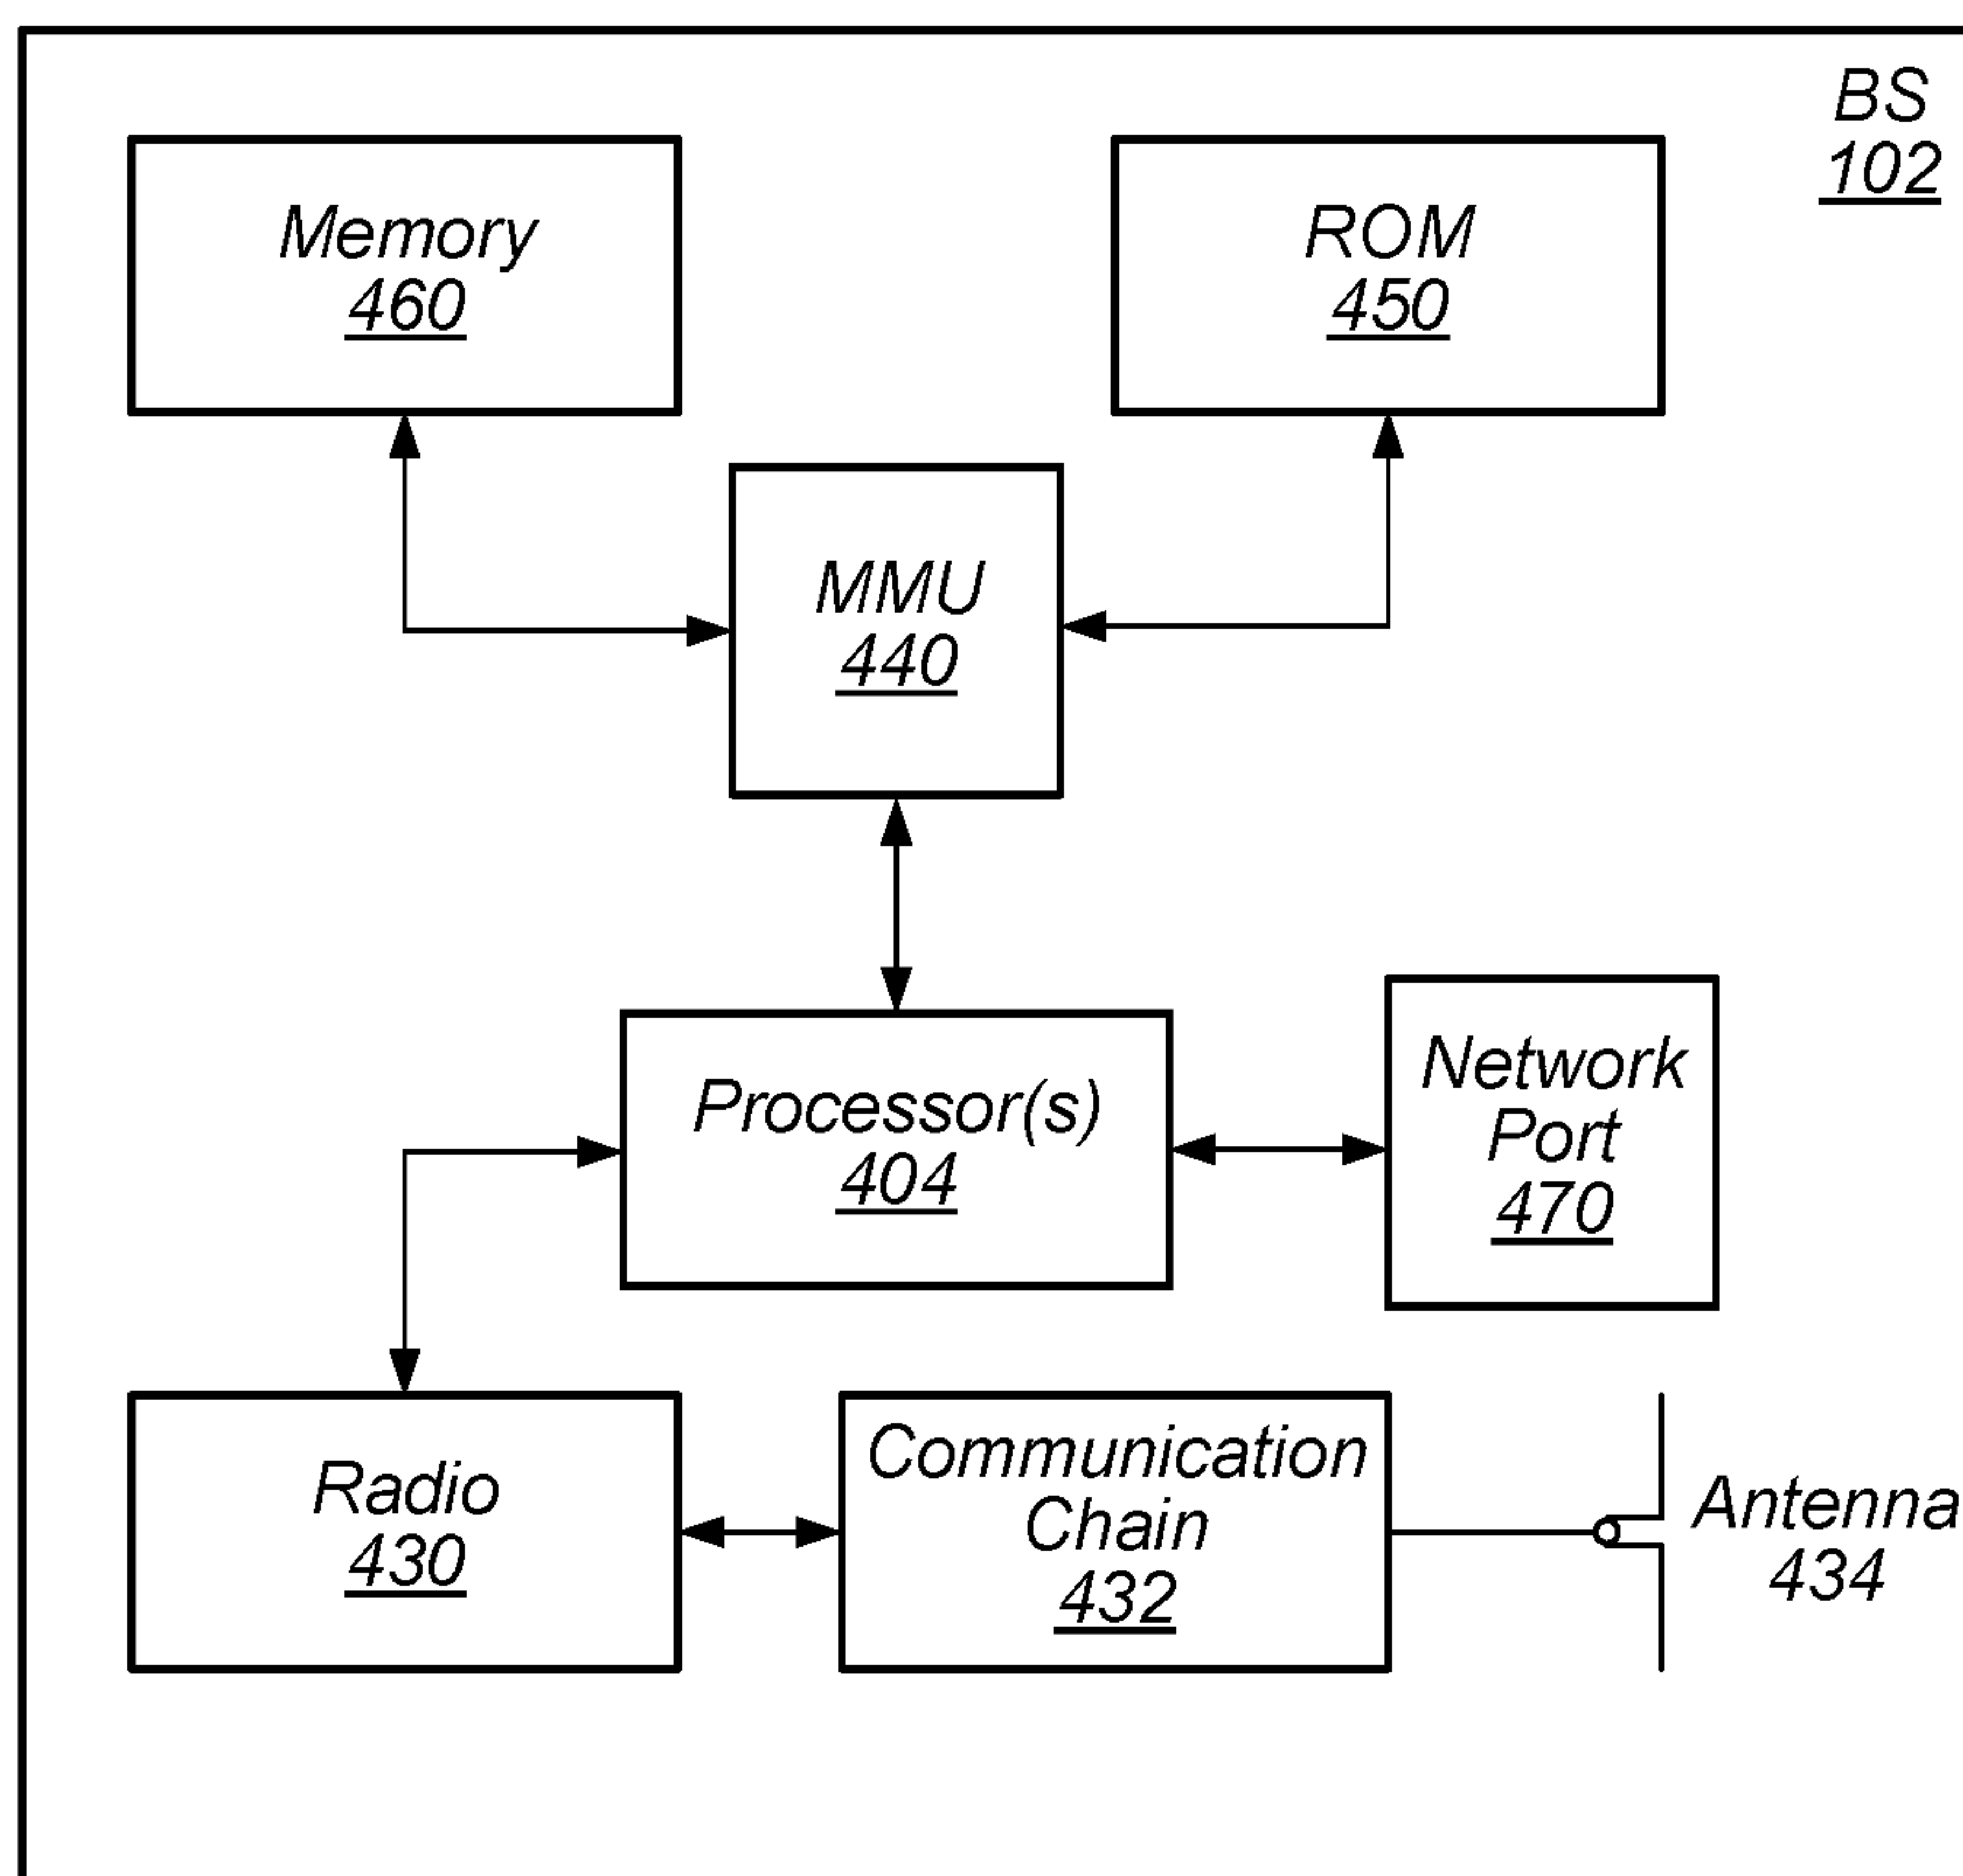 BS
102
Memory
460
ROM
450
MMU
440
Processor(s)
404
Network
Port
470
Radio
430
Communication
Chain
432
Antenna
434